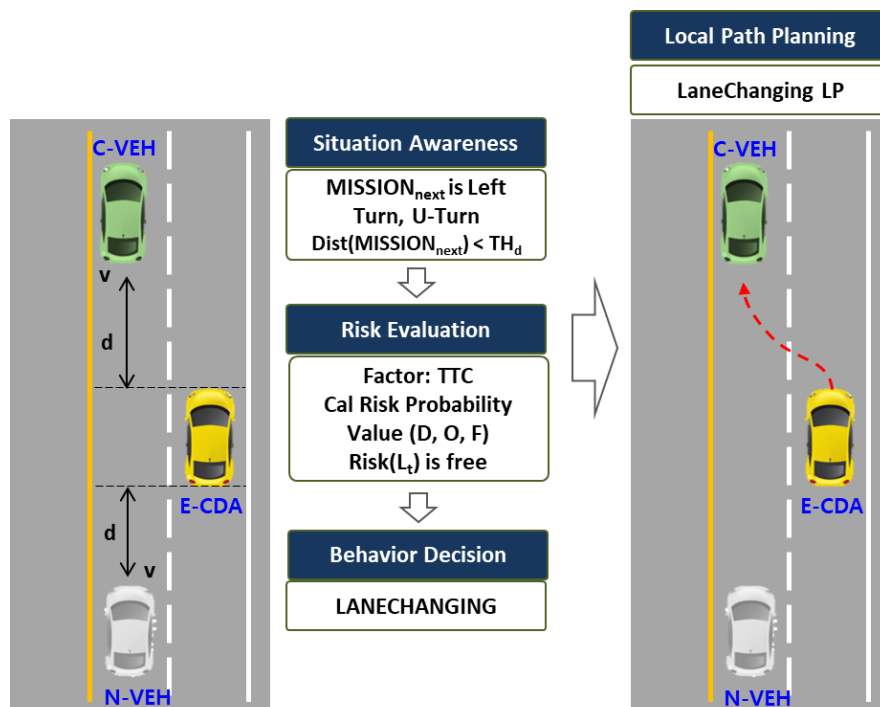 C-VEH
v
d
E-CDA
d
v
N-VEH
Situation Awareness
MISSIONnext is Left
Turn, U-Turn
Dist(MISSIONnext) < THd
Risk Evaluation
Factor: TTC
Cal Risk Probability
Value (D, O, F)
Risk(Lt) is free
Behavior Decision
LANECHANGING
Local Path Planning
LaneChanging LP
C-VEH
E-CDA
N-VEH